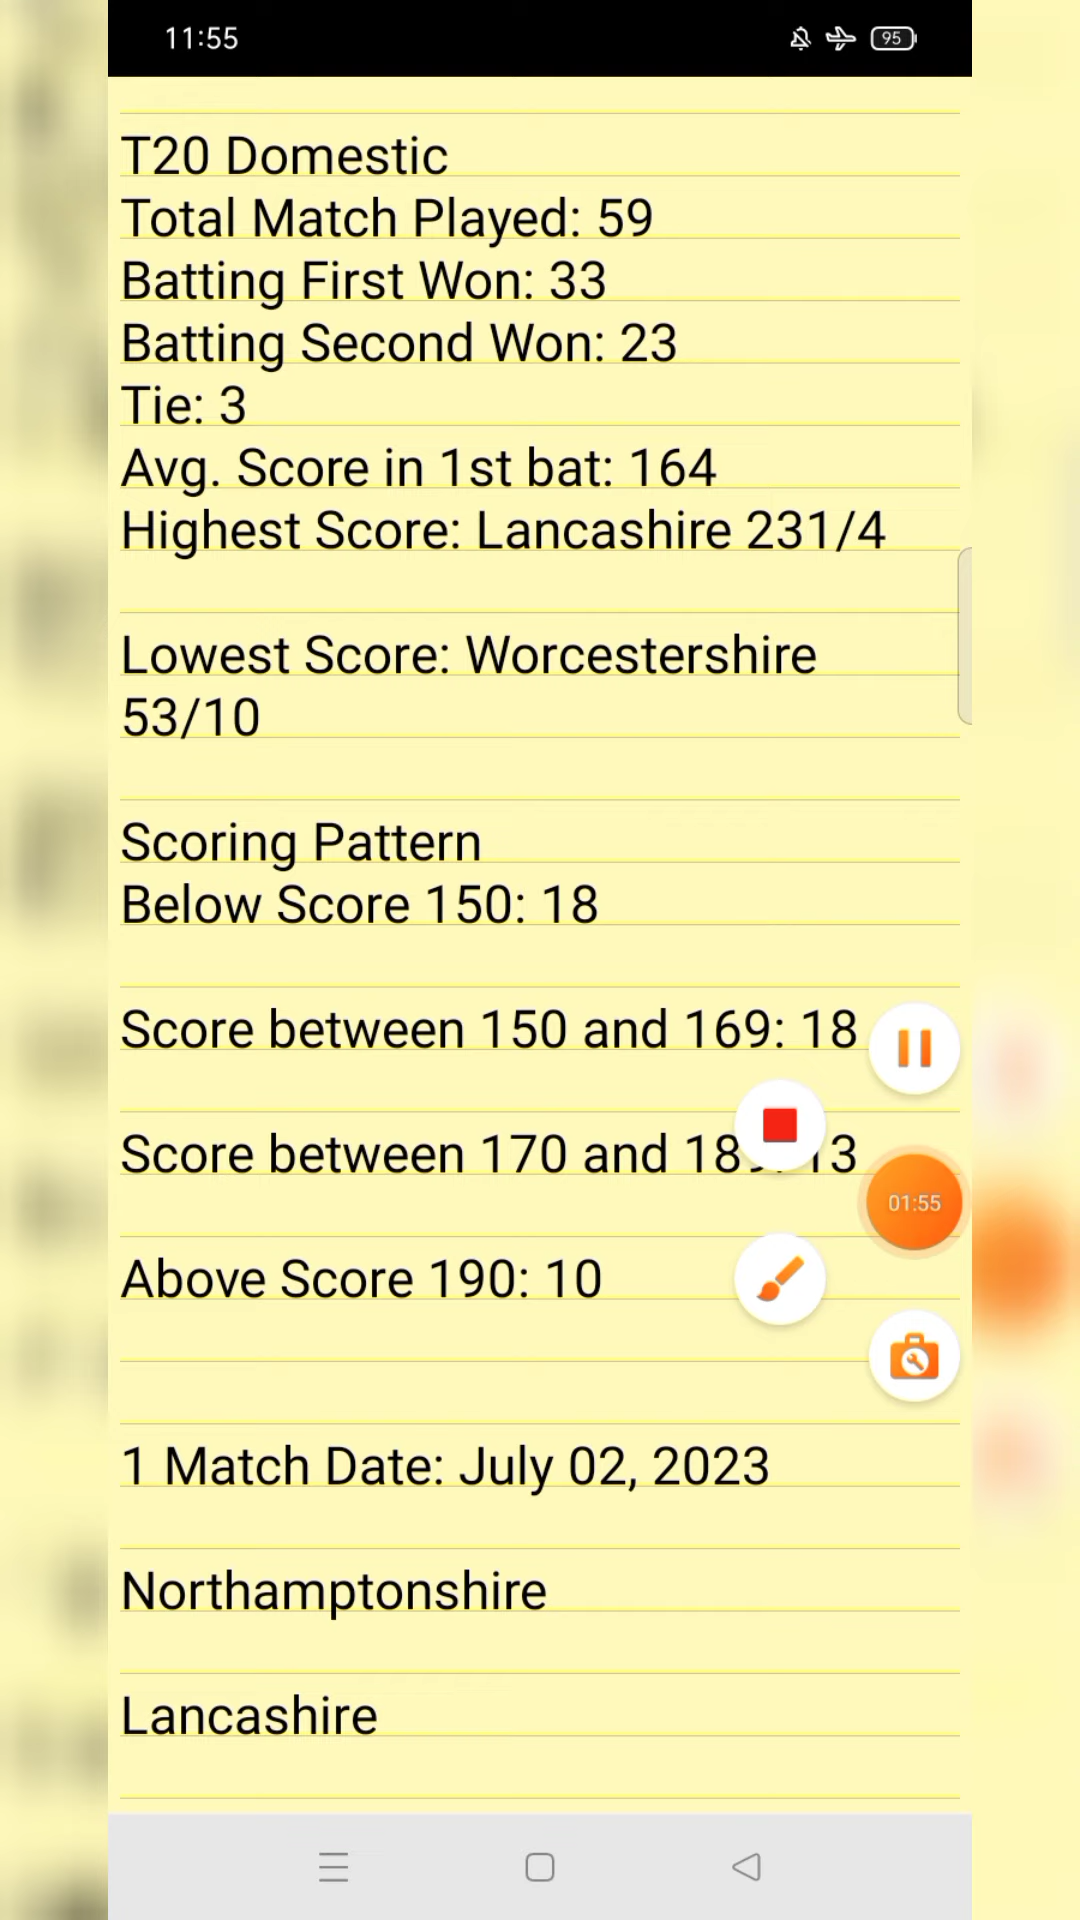 11:55
95
T20 Domestic
Total Match Played: 59
Batting First Won: 33
Batting Second Won: 23
Tie: 3
Avg. Score in 1st bat: 164
Highest Score: Lancashire 231/4
Lowest Score: Worcestershire
53/10
Scoring Pattern
Below Score 150: 18
Score between 150 and 169: 18
Score between 170 and 13
01:55
Above Score 190: 10
1 Match Date: July 02, 2023
Northamptonshire
Lancashire